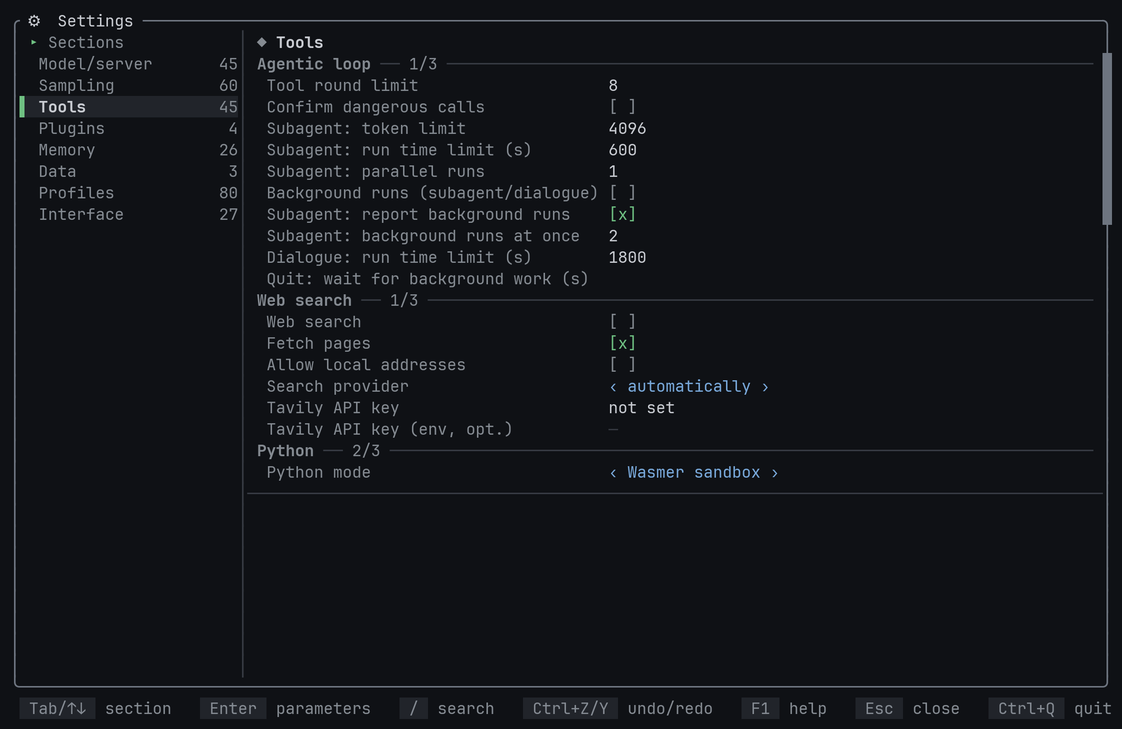 ⚙ Settings
▸ Sections
Model/server 45
Sampling 60
Tools 45
Plugins 4
Memory 26
Data 3
Profiles 80
Interface 27
◆ Tools
Agentic loop — 1/3
Tool round limit 8
Confirm dangerous calls [ ]
Subagent: token limit 4096
Subagent: run time limit (s) 600
Subagent: parallel runs 1
Background runs (subagent/dialogue) [ ]
Subagent: report background runs [x]
Subagent: background runs at once 2
Dialogue: run time limit (s) 1800
Quit: wait for background work (s)
Web search — 1/3
Web search [ ]
Fetch pages [x]
Allow local addresses [ ]
Search provider ‹ automatically ›
Tavily API key not set
Tavily API key (env, opt.) —
Python — 2/3
Python mode ‹ Wasmer sandbox ›
Tab/↑↓ section Enter parameters / search Ctrl+Z/Y undo/redo F1 help Esc close Ctrl+Q quit